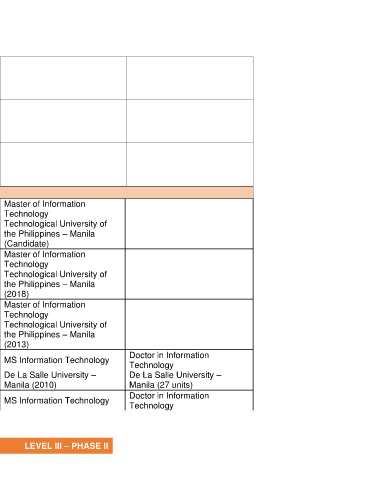 Master of Information
Technology
Technological University of
the Philippines – Manila
(Candidate)
Master of Information
Technology
Technological University of
the Philippines – Manila
(2018)
Master of Information
Technology
Technological University of
the Philippines – Manila
(2013)
MS Information Technology
De La Salle University –
Manila (2010)
Doctor in Information
Technology
De La Salle University –
Manila (27 units)
MS Information Technology
Doctor in Information
Technology
LEVEL III – PHASE II